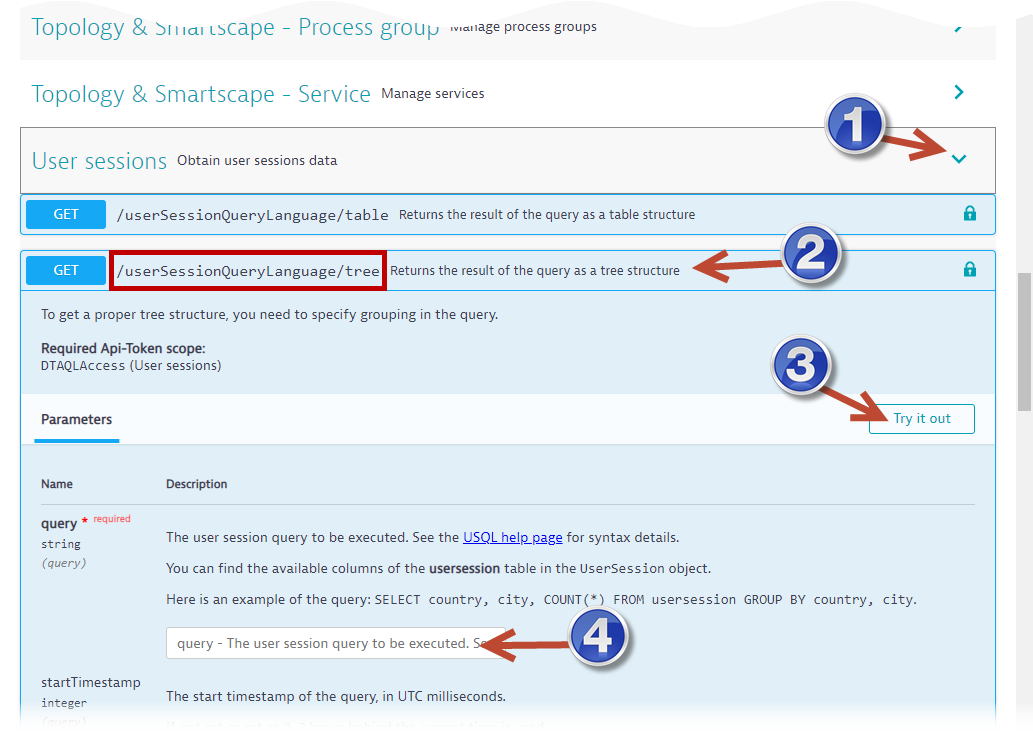 Topology & Smartscape - Process group Manage process groups
Topology & Smartscape - Service Manage services
1
User sessions Obtain user sessions data
GET /userSessionQueryLanguage/table Returns the result of the query as a table structure
2
GET /userSessionQueryLanguage/tree Returns the result of the query as a tree structure
To get a proper tree structure, you need to specify grouping in the query.
Required Api-Token scope:
DTAQLAccess (User sessions)
3
Parameters Try it out
Name Description
query * required
string
(query)
The user session query to be executed. See the USQL help page for syntax details.
You can find the available columns of the usersession table in the UserSession object.
Here is an example of the query: SELECT country, city, COUNT(*) FROM usersession GROUP BY country, city.
query - The user session query to be executed. S
4
startTimestamp
integer
(query)
The start timestamp of the query, in UTC milliseconds.